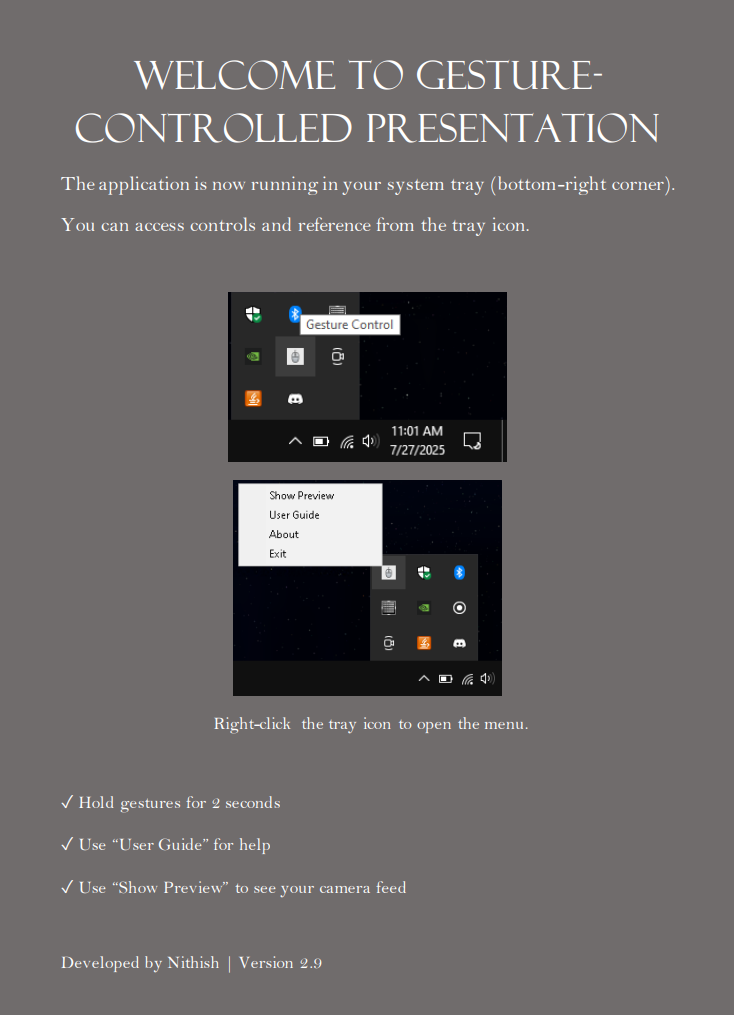 WELCOME TO GESTURE-
CONTROLLED PRESENTATION
The application is now running in your system tray (bottom-right corner).
You can access controls and reference from the tray icon.
Gesture Control
11:01 AM
7/27/2025
Show Preview
User Guide
About
Exit
Right-click the tray icon to open the menu.
✓ Hold gestures for 2 seconds
✓ Use “User Guide” for help
✓ Use “Show Preview” to see your camera feed
Developed by Nithish | Version 2.9